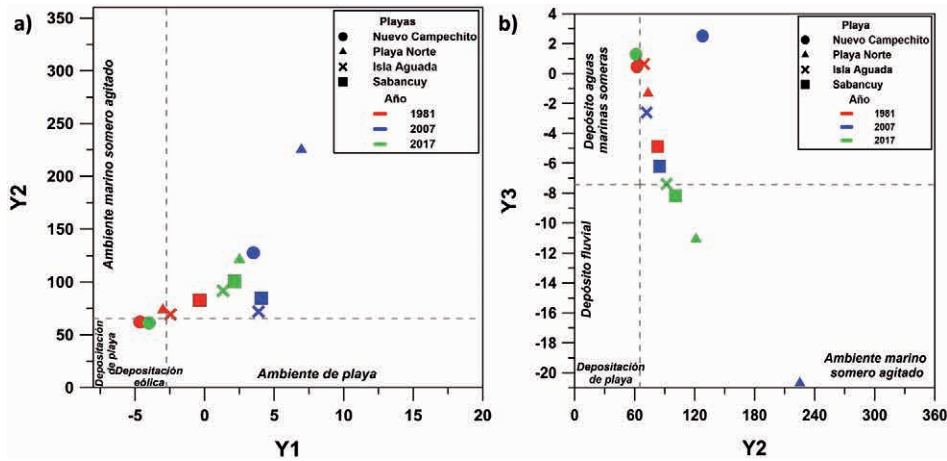 a)
Y2
350
300
250
200
150
100
50
0
-5
0
5
10
15
20
Y1
Ambiente marino somero agitado
Depositación
de playa
Depositación
eólica
Ambiente de playa
Playas
Nuevo Campechito
Playa Norte
Isla Aguada
Sabancuy
Año
1981
2007
2017
b)
Y3
4
2
0
-2
-4
-6
-8
-10
-12
-14
-16
-18
-20
0
60
120
180
240
300
360
Y2
Depósito aguas
marinas someras
Depósito fluvial
Depositación
de playa
Ambiente marino
somero agitado
Playa
Nuevo Campechito
Playa Norte
Isla Aguada
Sabancuy
Año
1981
2007
2017